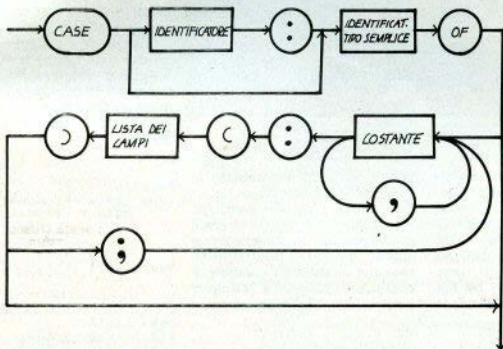 CASE
IDENTIFICATORE
:
IDENTIFICAT.
TIPO SEMPLICE
OF
)
LISTA DEI
CAMPI
(
:
COSTANTE
,
;